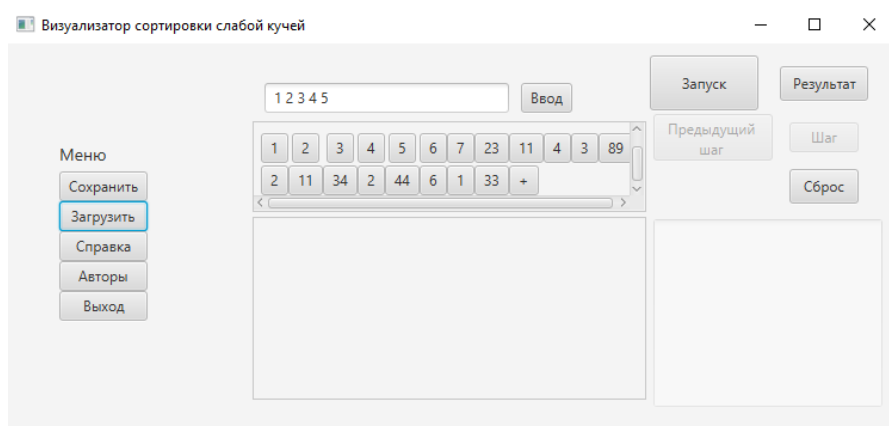 Визуализатор сортировки слабой кучей
1 2 3 4 5
Ввод
Запуск
Результат
Предыдущий
шаг
Шаг
Сброс
Меню
Сохранить
Загрузить
Справка
Авторы
Выход
1 2 3 4 5 6 7 23 11 4 3 89
2 11 34 2 44 6 1 33 +